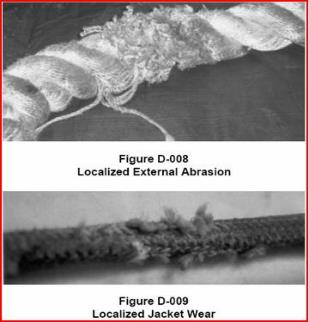 Figure D-008
Localized External Abrasion
Figure D-009
Localized Jacket Wear